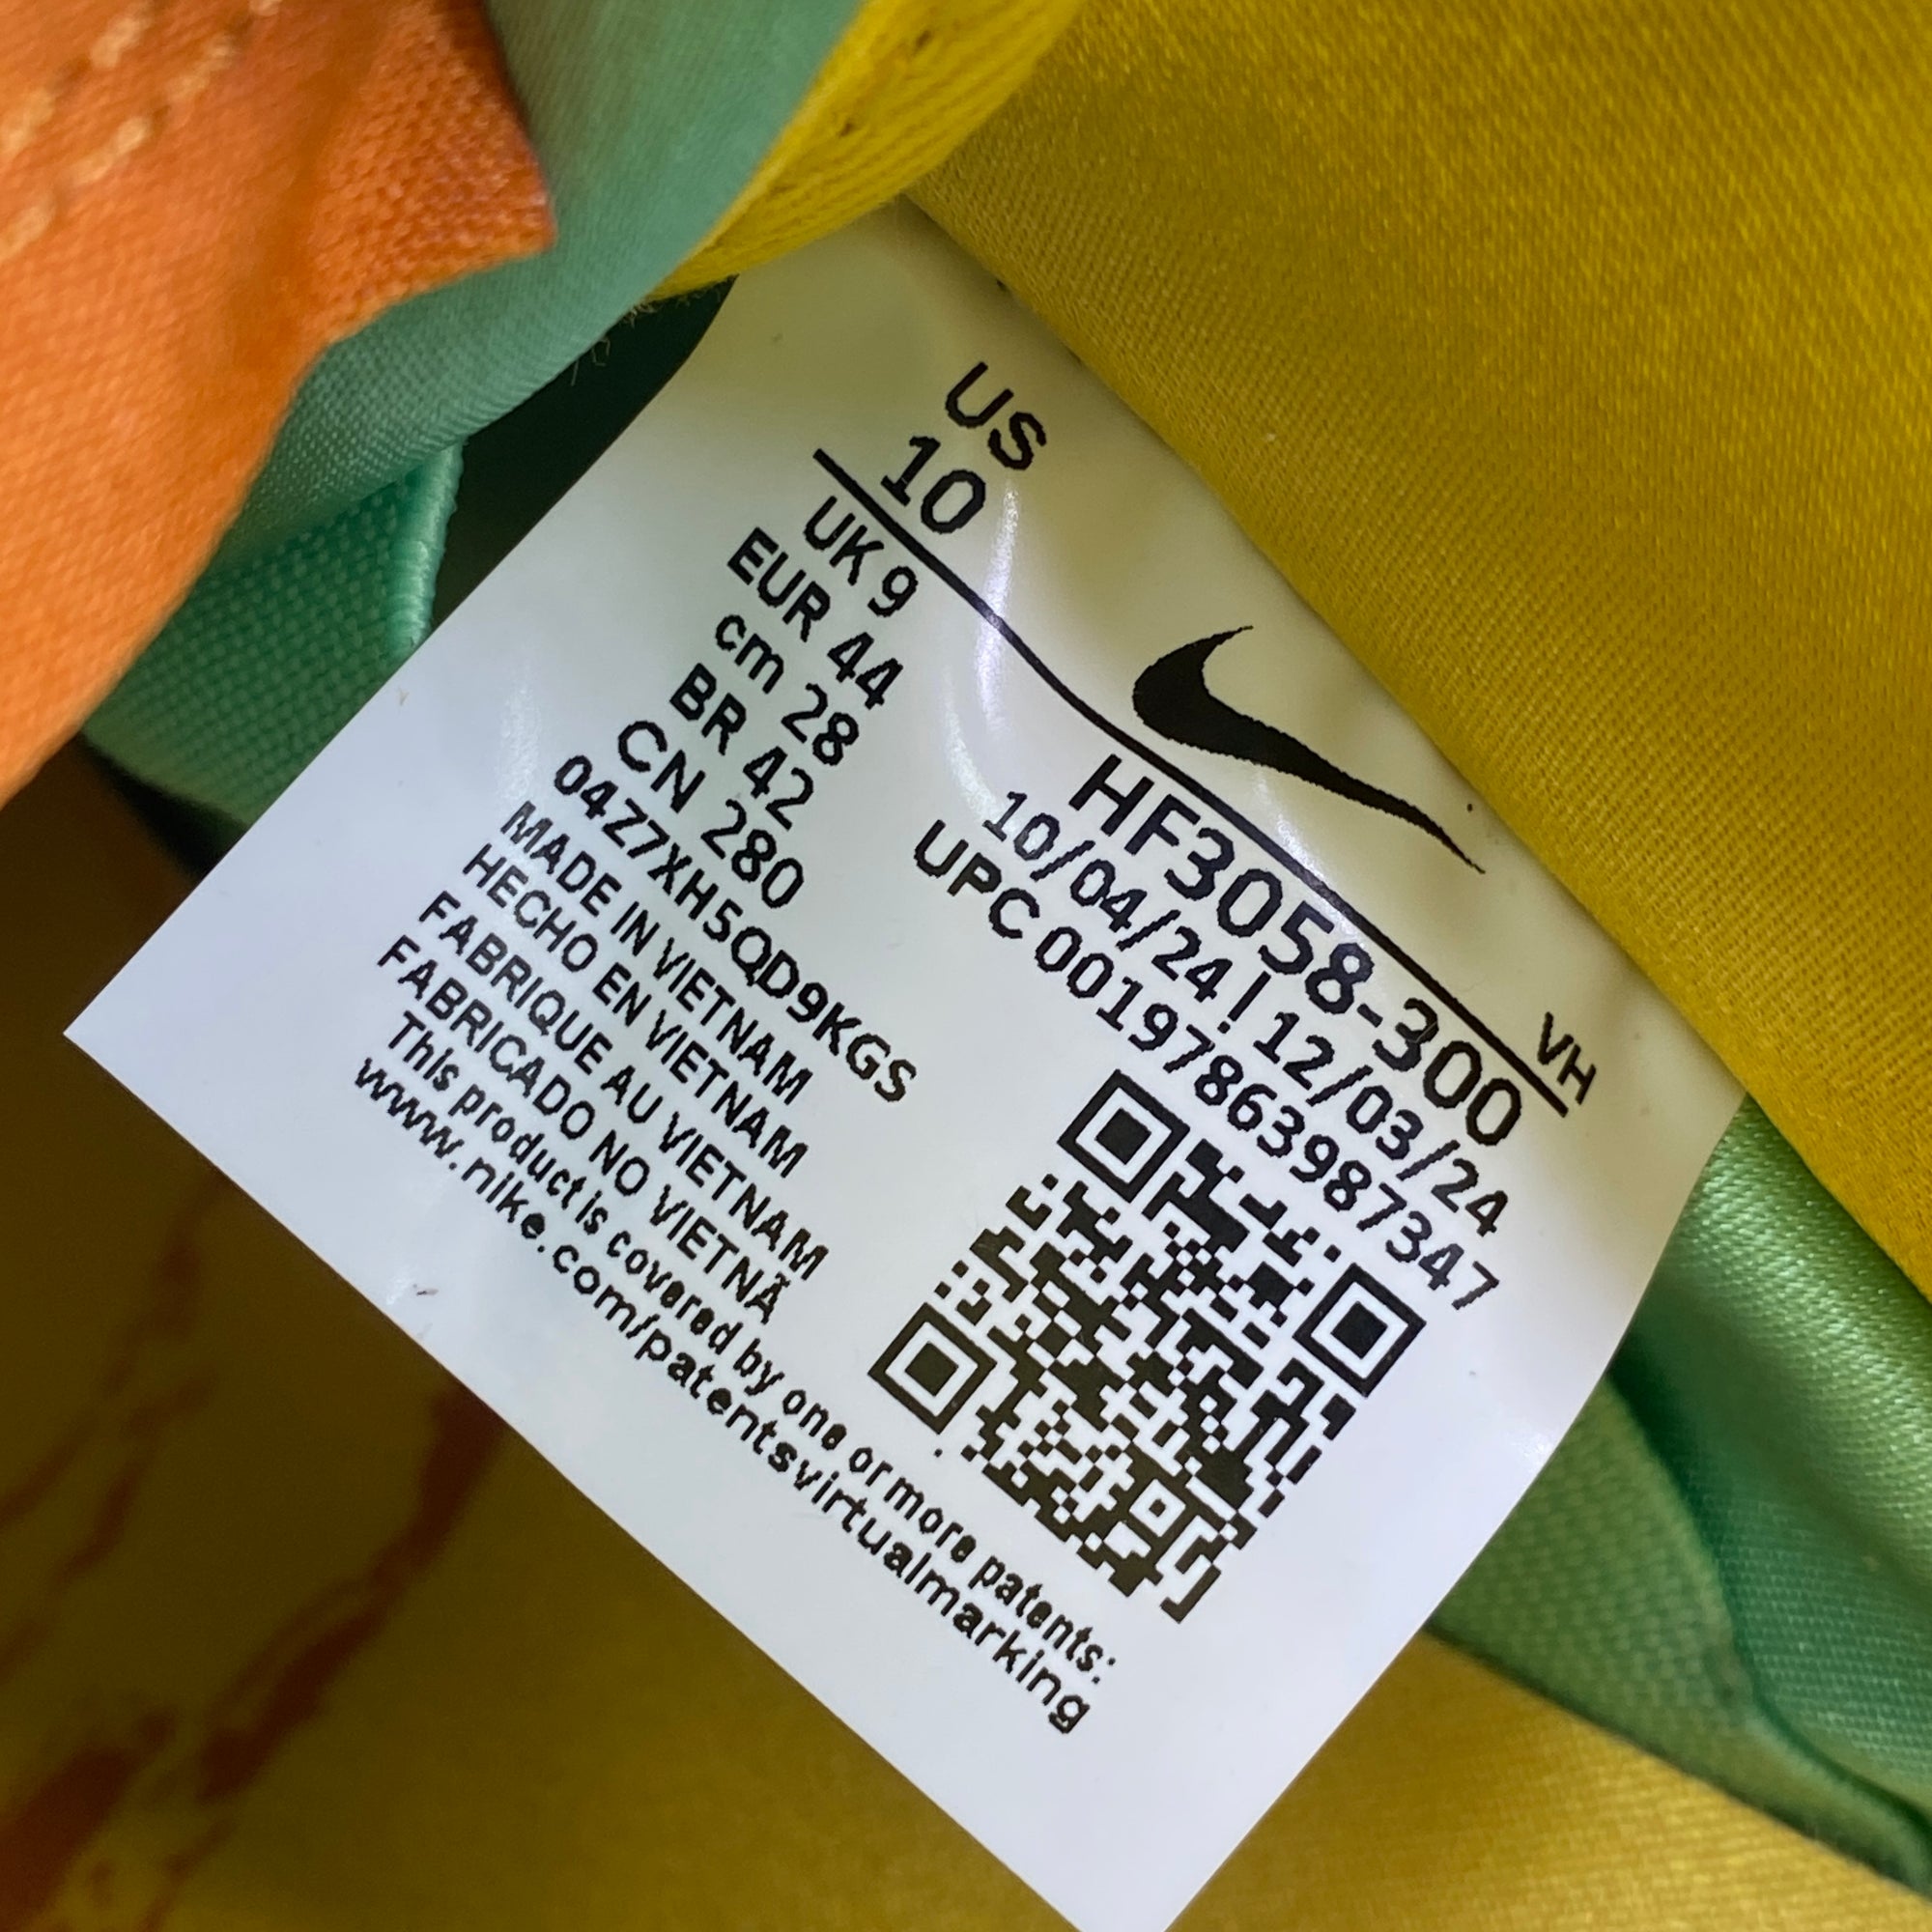 US
10
UK 9
EUR 44
cm 28
BR 42
CN 280
04Z7XH5QD9KGS
MADE IN VIETNAM
HECHO EN VIETNAM
FABRIQUE AU VIETNAM
FABRICADO NO VIETNÃ
This product is covered by one or more patents:
www.nike.com/patentsvirtualmarking
VH
HF3058-300
10/04/24 | 12/03/24
UPC 00197863987347